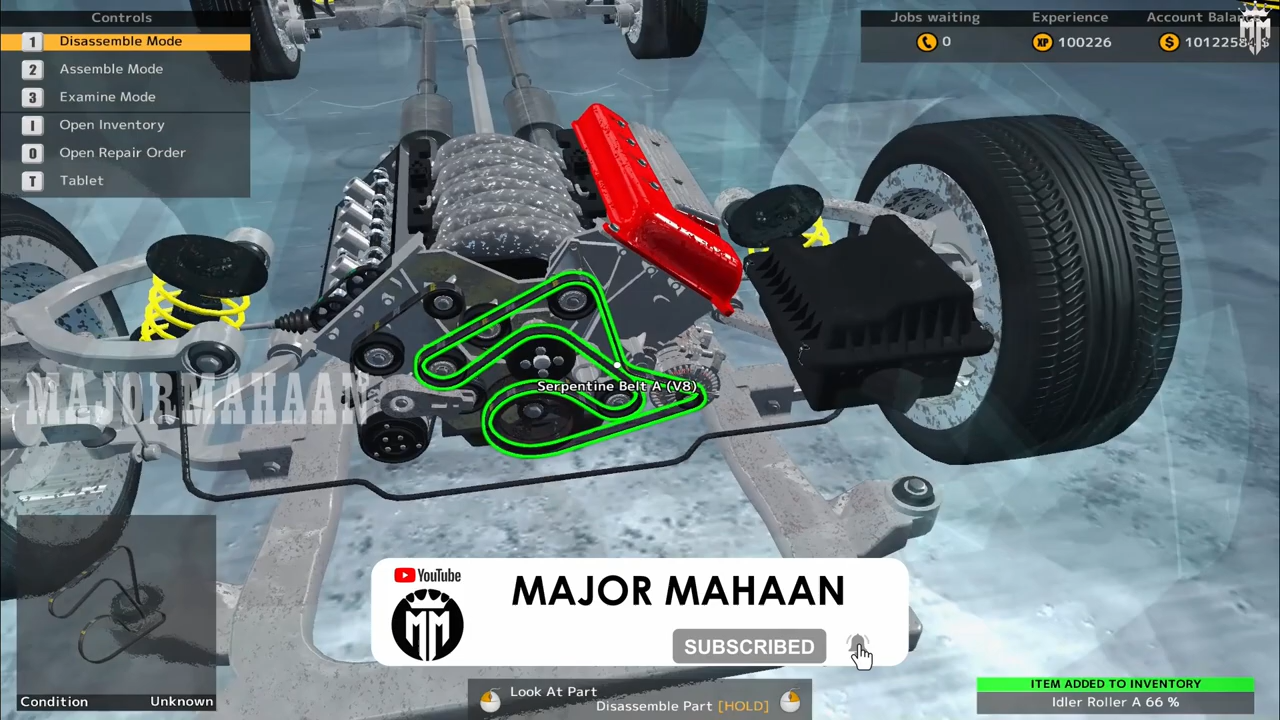 Controls
1 Disassemble Mode
2 Assemble Mode
3 Examine Mode
I Open Inventory
O Open Repair Order
T Tablet
Jobs waiting
0
Experience
XP 100226
Account
$
Serpentine Belt A (V8)
MAJORMAHAAN
YouTube
MAJOR MAHAAN
SUBSCRIBED
Condition Unknown
Look At Part
Disassemble Part [HOLD]
ITEM ADDED TO INVENTORY
Idler Roller A 66 %